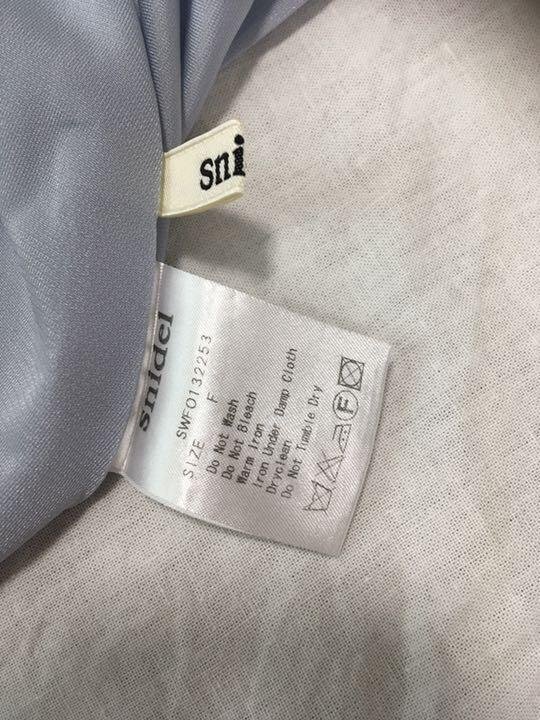 sni
snidel
SWFO132253
SIZE F
Do Not Wash
Do Not Bleach
Warm Iron
Iron Under Damp Cloth
Dryclean
Do Not Tumble Dry
F